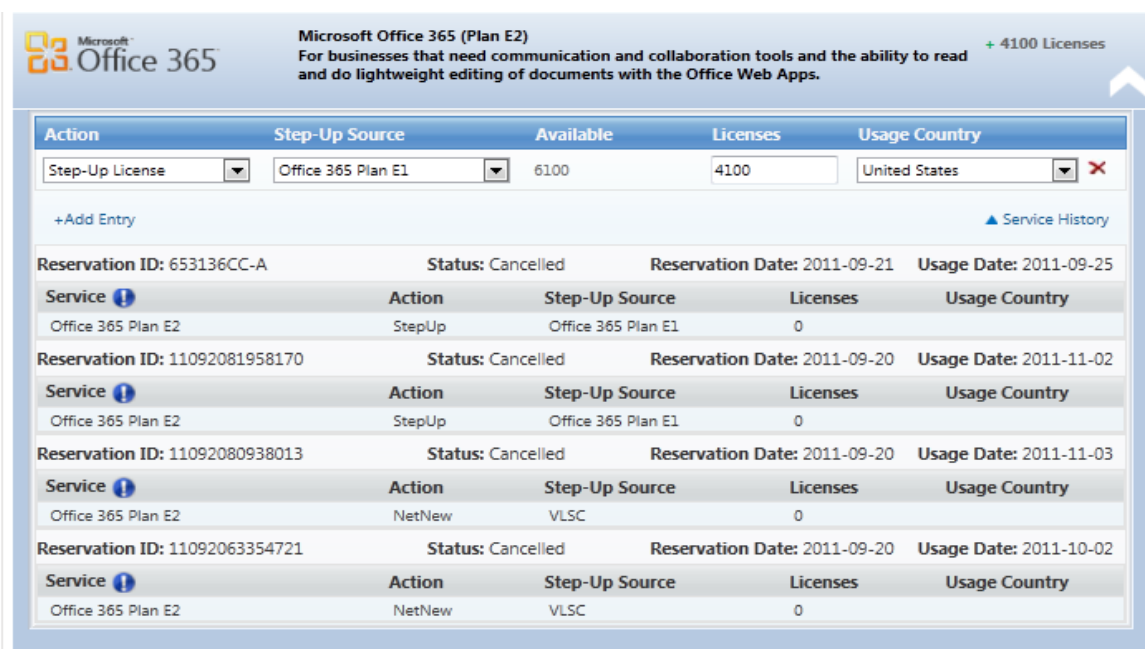 Microsoft Office 365 (Plan E2)
Microsoft Office 365
For businesses that need communication and collaboration tools and the ability to read + 4100 Licenses
and do lightweight editing of documents with the Office Web Apps.
Action Step-Up Source Available Licenses Usage Country
Step-Up License Office 365 Plan E1 6100 4100 United States
+Add Entry Service History
Reservation ID: 653136CC-A Status: Cancelled Reservation Date: 2011-09-21 Usage Date: 2011-09-25
Service Action Step-Up Source Licenses Usage Country
Office 365 Plan E2 StepUp Office 365 Plan E1 0
Reservation ID: 11092081958170 Status: Cancelled Reservation Date: 2011-09-20 Usage Date: 2011-11-02
Service Action Step-Up Source Licenses Usage Country
Office 365 Plan E2 StepUp Office 365 Plan E1 0
Reservation ID: 11092080938013 Status: Cancelled Reservation Date: 2011-09-20 Usage Date: 2011-11-03
Service Action Step-Up Source Licenses Usage Country
Office 365 Plan E2 NetNew VLSC 0
Reservation ID: 11092063354721 Status: Cancelled Reservation Date: 2011-09-20 Usage Date: 2011-10-02
Service Action Step-Up Source Licenses Usage Country
Office 365 Plan E2 NetNew VLSC 0